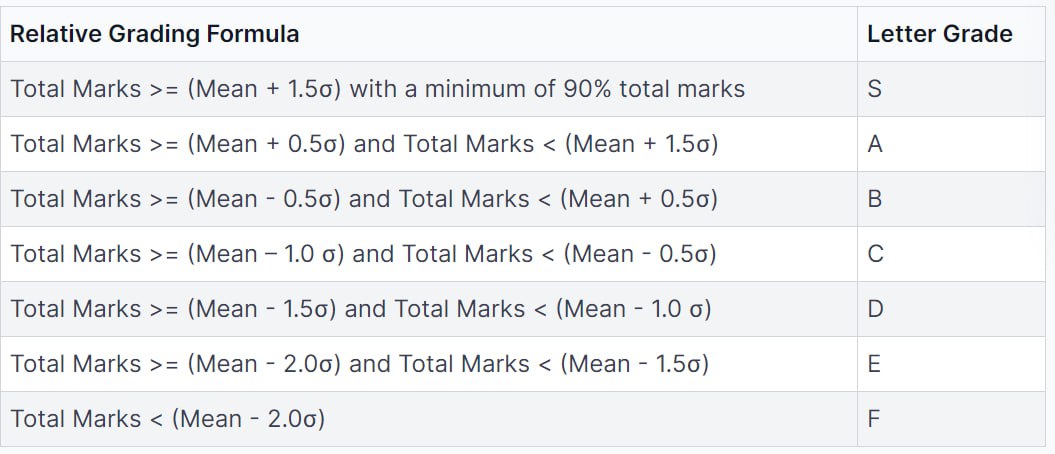 Relative Grading Formula Letter Grade
Total Marks >= (Mean + 1.5σ) with a minimum of 90% total marks S
Total Marks >= (Mean + 0.5σ) and Total Marks < (Mean + 1.5σ) A
Total Marks >= (Mean - 0.5σ) and Total Marks < (Mean + 0.5σ) B
Total Marks >= (Mean – 1.0 σ) and Total Marks < (Mean - 0.5σ) C
Total Marks >= (Mean - 1.5σ) and Total Marks < (Mean - 1.0 σ) D
Total Marks >= (Mean - 2.0σ) and Total Marks < (Mean - 1.5σ) E
Total Marks < (Mean - 2.0σ) F